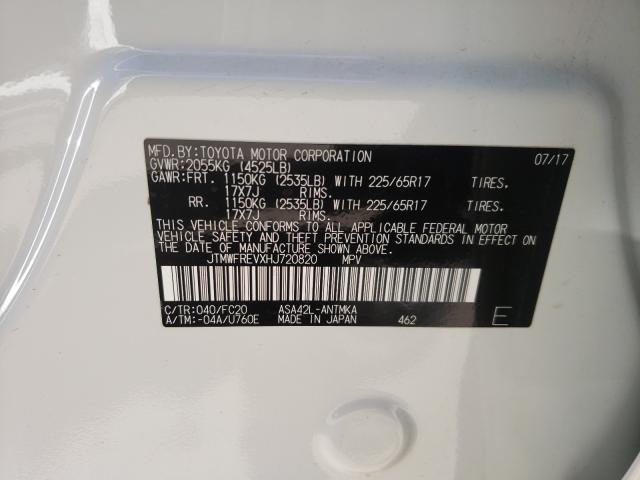 MFD.BY:TOYOTA MOTOR CORPORATION 07/17
GVWR:2055KG (4525LB)
GAWR:FRT. 1150KG (2535LB) WITH 225/65R17 TIRES.
17X7J RIMS.
RR. 1150KG (2535LB) WITH 225/65R17 TIRES.
17X7J RIMS.
THIS VEHICLE CONFORMS TO ALL APPLICABLE FEDERAL MOTOR
VEHICLE SAFETY AND THEFT PREVENTION STANDARDS IN EFFECT
ON THE DATE OF MANUFACTURE SHOWN ABOVE.
JTMWFREVXHJ720820 MPV
C/TR:040/FC20 ASA42L-ANTMKA
A/TM:-04A/U760E MADE IN JAPAN 462 E